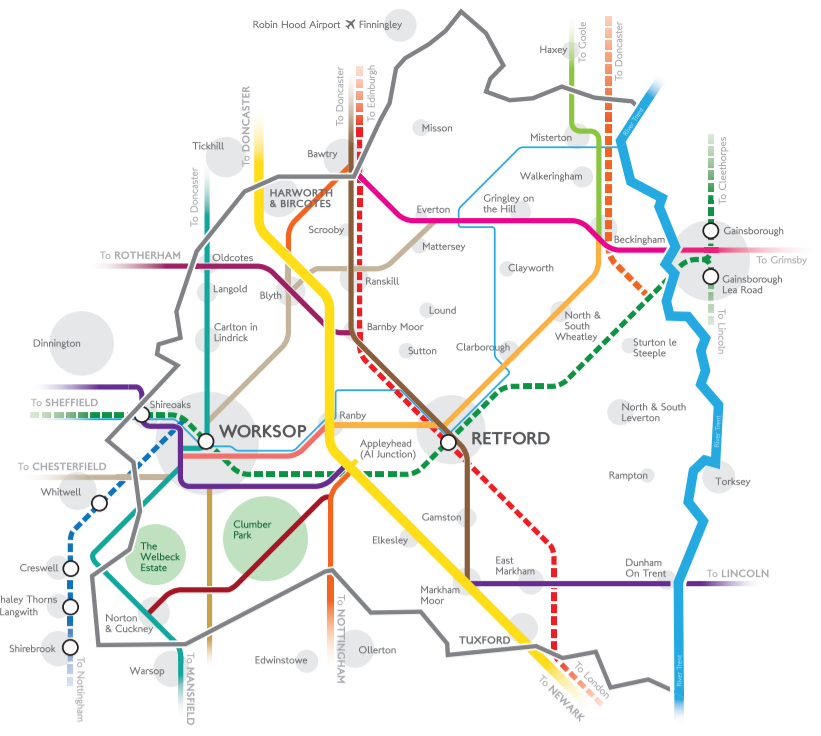 Robin Hood Airport Finningley
Haxey
To Goole
To Doncaster
River Trent
To Doncaster
To Edinburgh
To DONCASTER
Misson
Misterton
Tickhill
Bawtry
Walkeringham
To Cleethorpes
To Doncaster
HARWORTH
& BIRCOTES
Gringley on
the Hill
Everton
Scrooby
Beckingham
Gainsborough
Mattersey
To ROTHERHAM
Oldcotes
To Grimsby
Clayworth
Gainsborough
Lea Road
Ranskill
Langold
Blyth
Lound
North &
South
Wheatley
To Lincoln
Carlton in
Lindrick
Barnby Moor
Dinnington
Sutton
Clarborough
Sturton le
Steeple
To SHEFFIELD
Shireoaks
Ranby
North & South
Leverton
River Trent
WORKSOP
RETFORD
Appleyhead
(AI Junction)
To CHESTERFIELD
Rampton
Torksey
Whitwell
Clumber
Park
Gamston
The
Welbeck
Estate
Elkesley
East
Markham
Dunham
On Trent
To LINCOLN
Creswell
Markham
Moor
haley Thorns
Langwith
Norton
& Cuckney
To NOTTINGHAM
TUXFORD
Shirebrook
Ollerton
Edwinstowe
Warsop
To Nottingham
To MANSFIELD
To London
To NEWARK
River Trent